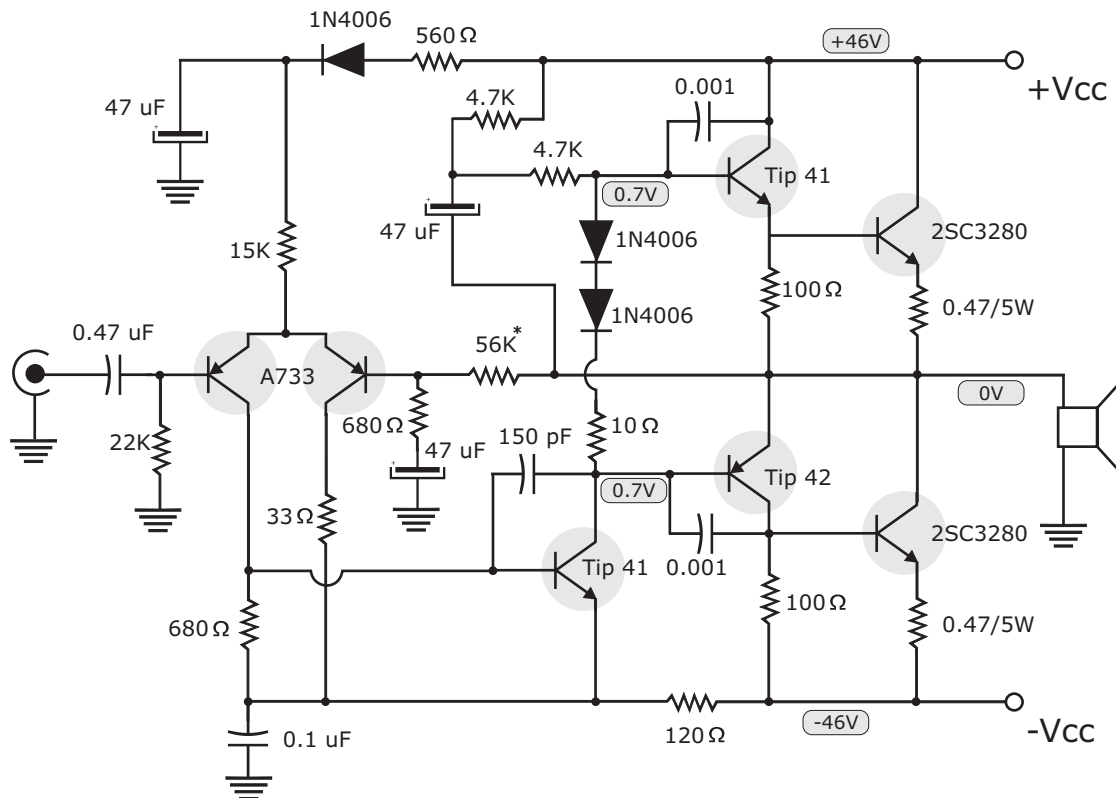 1N4006
560Ω
+46V
+Vcc
47 uF
4.7K
0.001
4.7K
Tip 41
0.7V
47 uF
1N4006
2SC3280
15K
100Ω
0.47/5W
1N4006
0.47 uF
56K*
A733
0V
680Ω
10Ω
22K
47 uF
150 pF
Tip 42
0.7V
33Ω
2SC3280
Tip 41
0.001
100Ω
680Ω
0.47/5W
-46V
0.1 uF
120Ω
-Vcc